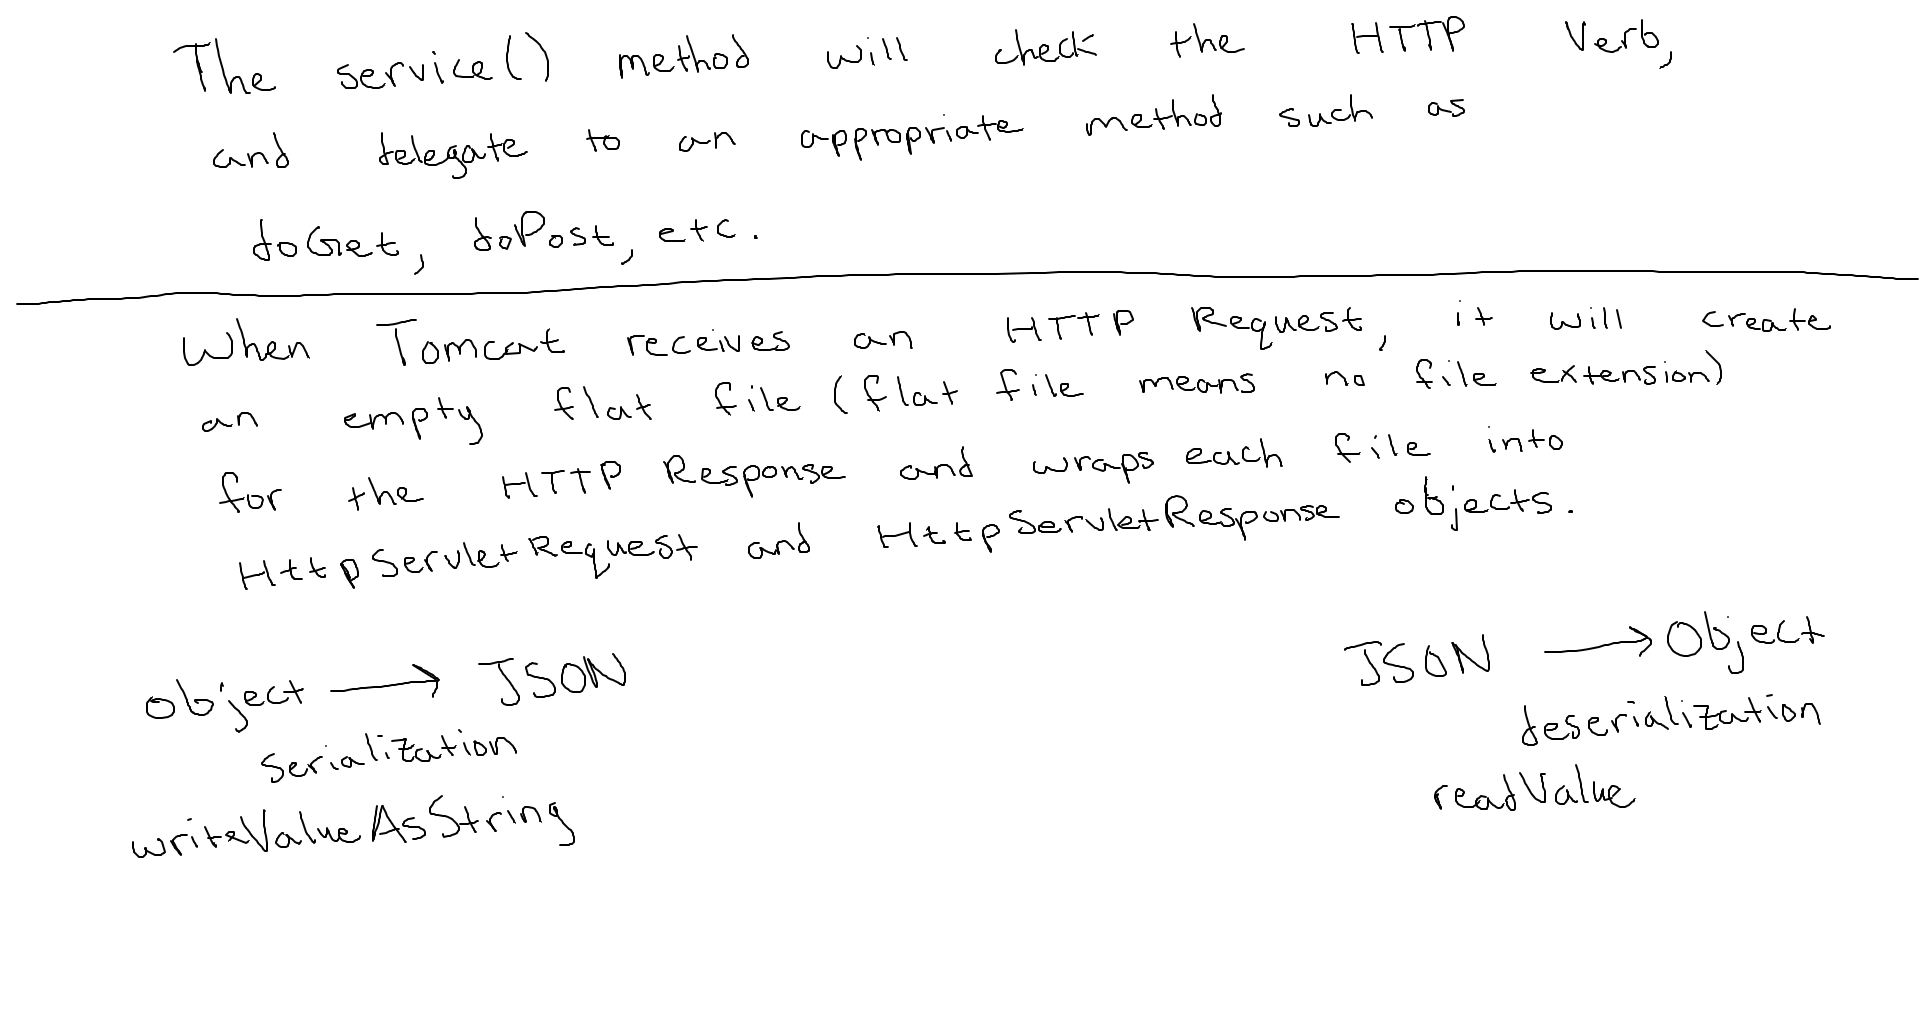 The service() method will check the HTTP Verb,
and delegate to an appropriate method such as
doGet, doPost, etc.
When Tomcat receives an HTTP Request, it will create
an empty flat file (flat file means no file extension)
for the HTTP Response and wraps each file into
HttpServletRequest and HttpServletResponse objects.
object → JSON
serialization
writeValueAsString
JSON → Object
deserialization
readValue